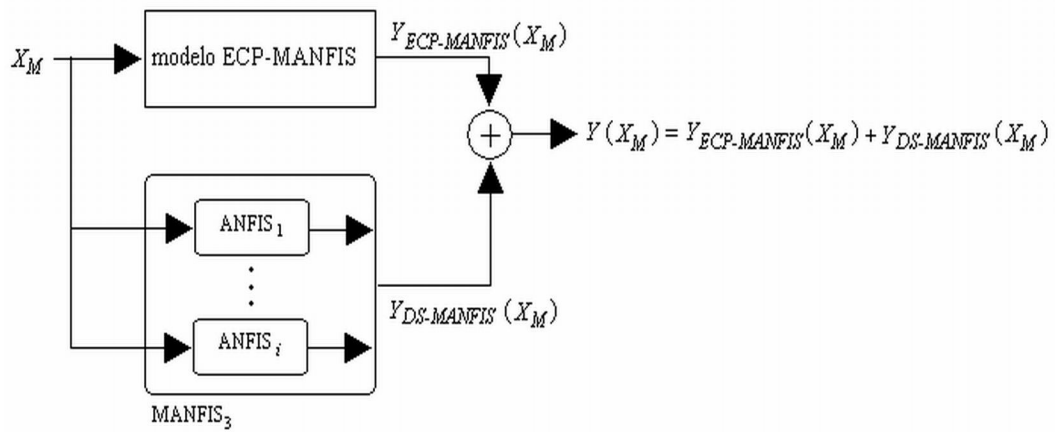 X_M
modelo ECP-MANFIS
Y_ECP-MANFIS(X_M)
+
Y(X_M) = Y_ECP-MANFIS(X_M) + Y_DS-MANFIS(X_M)
ANFIS_1
ANFIS_i
Y_DS-MANFIS(X_M)
MANFIS_3